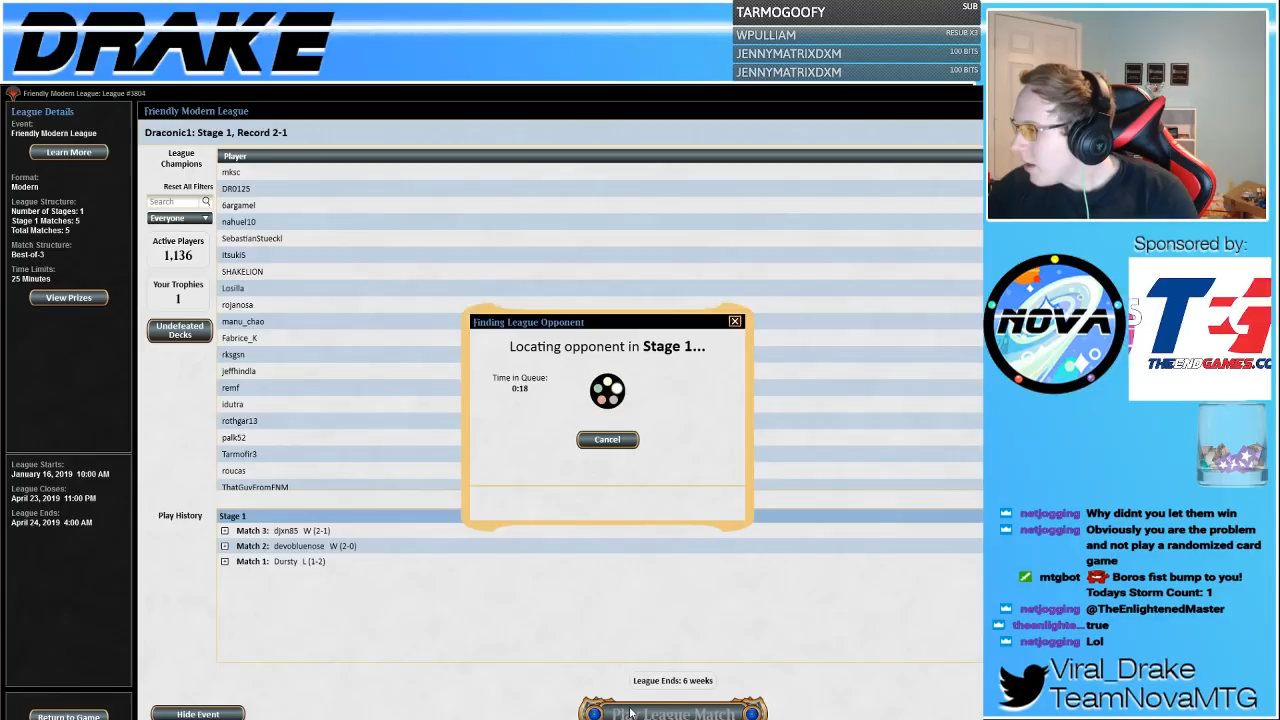 DRAKE
TARMOGOOFY SUB
WPULLIAM RESUB X3
JENNYMATRIXDXM 100 BITS
JENNYMATRIXDXM 100 BITS
Friendly Modern League: League #3804
League Details
Event:
Friendly Modern League
Learn More
Format:
Modern
League Structure:
Number of Stages: 1
Stage 1 Matches: 5
Total Matches: 5
Match Structure:
Best-of-3
Time Limits:
25 Minutes
View Prizes
League Starts:
January 16, 2019 10:00 AM
League Closes:
April 23, 2019 11:00 PM
League Ends:
April 24, 2019 4:00 AM
Return to Game
Friendly Modern League
Draconic1: Stage 1, Record 2-1
League Champions
Reset All Filters
Search
Everyone
Active Players
1,136
Your Trophies
1
Undefeated Decks
Player
mksc
DR0125
6argamel
nahuel10
SebastianStueckl
ItsukiS
SHAKELION
Losilla
rojanosa
manu_chao
Fabrice_K
rksgsn
jeffhindla
remf
idutra
rothgar13
palk52
Tarmofir3
roucas
ThatGuyFromFNM
Finding League Opponent
Locating opponent in Stage 1...
Time in Queue:
0:18
Cancel
Play History
Stage 1
Match 3: djxn85 W (2-1)
Match 2: devobluenose W (2-0)
Match 1: Dursty L (1-2)
League Ends: 6 weeks
Hide Event
Play League Match
Sponsored by:
NOVA
TEG
THEENDGAMES.CO
netjogging Why didnt you let them win
netjogging Obviously you are the problem
and not play a randomized card
game
mtgbot Boros fist bump to you!
Todays Storm Count: 1
netjogging @TheEnlightenedMaster
theenlighte... true
netjogging Lol
Viral_Drake
TeamNovaMTG